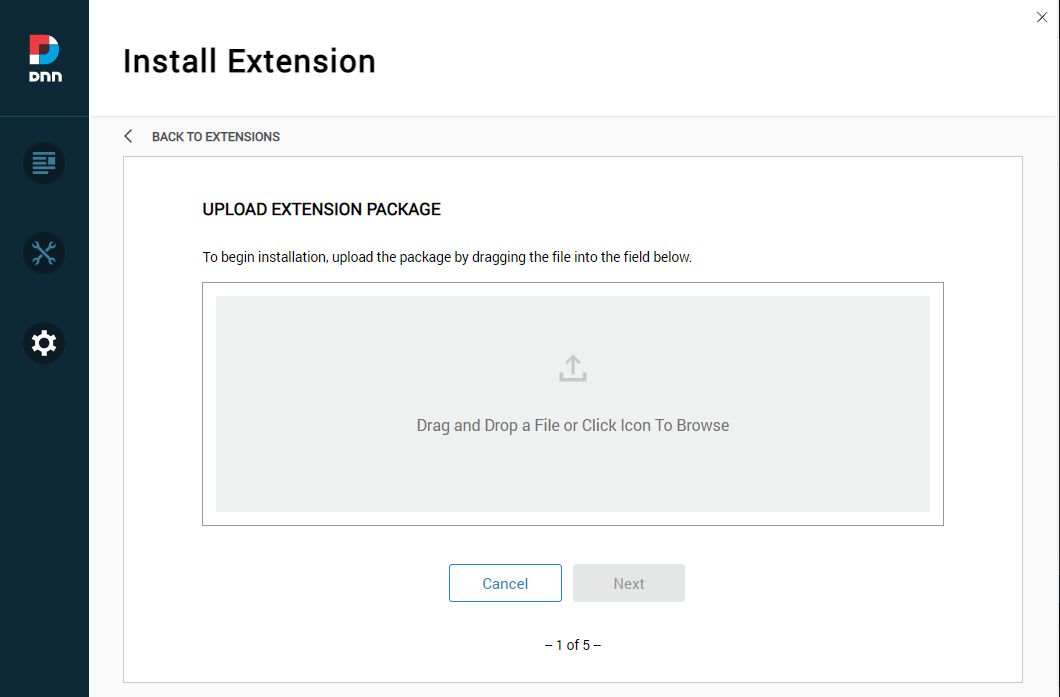 dnn
Install Extension
BACK TO EXTENSIONS
UPLOAD EXTENSION PACKAGE
To begin installation, upload the package by dragging the file into the field below.
Drag and Drop a File or Click Icon To Browse
Cancel
Next
-- 1 of 5 --